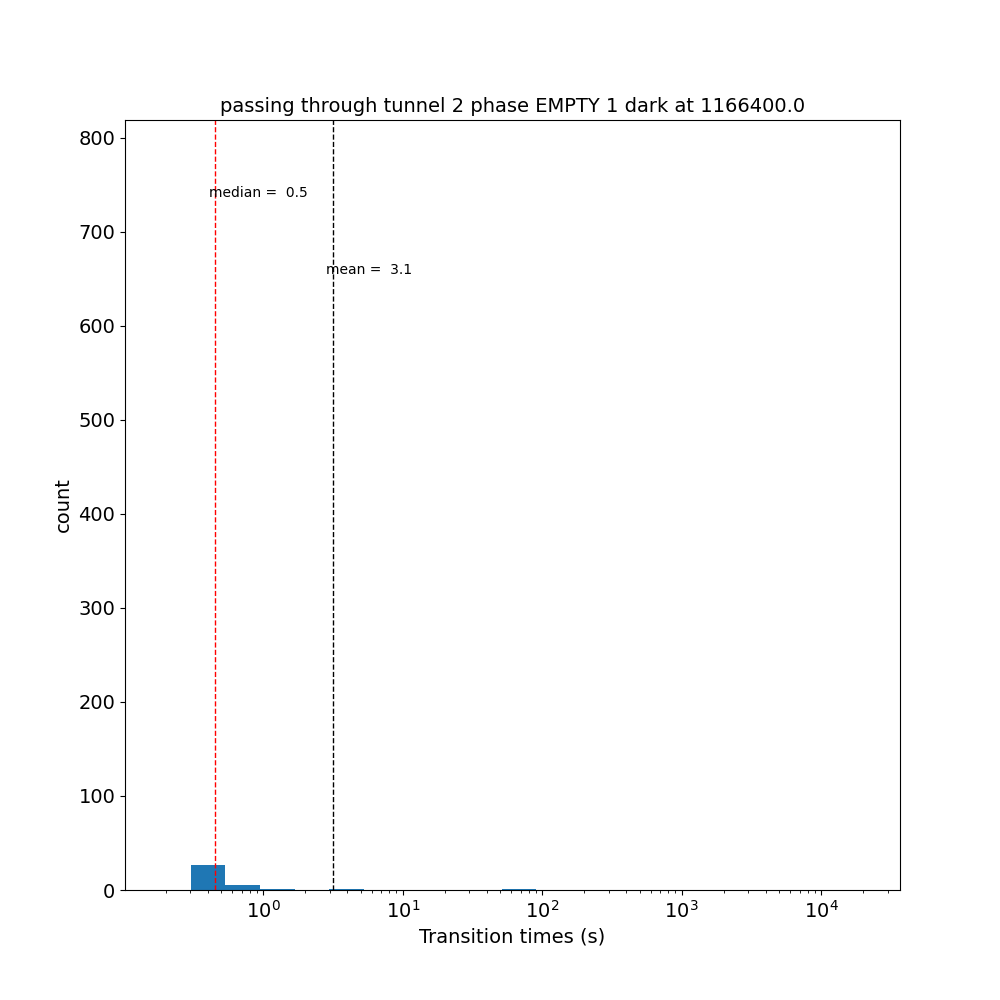 passing through tunnel 2 phase EMPTY 1 dark at 1166400.0
800
median =  0.5
700
mean =  3.1
600
500
count
400
300
200
100
0
10^0 10^1 10^2 10^3 10^4
Transition times (s)